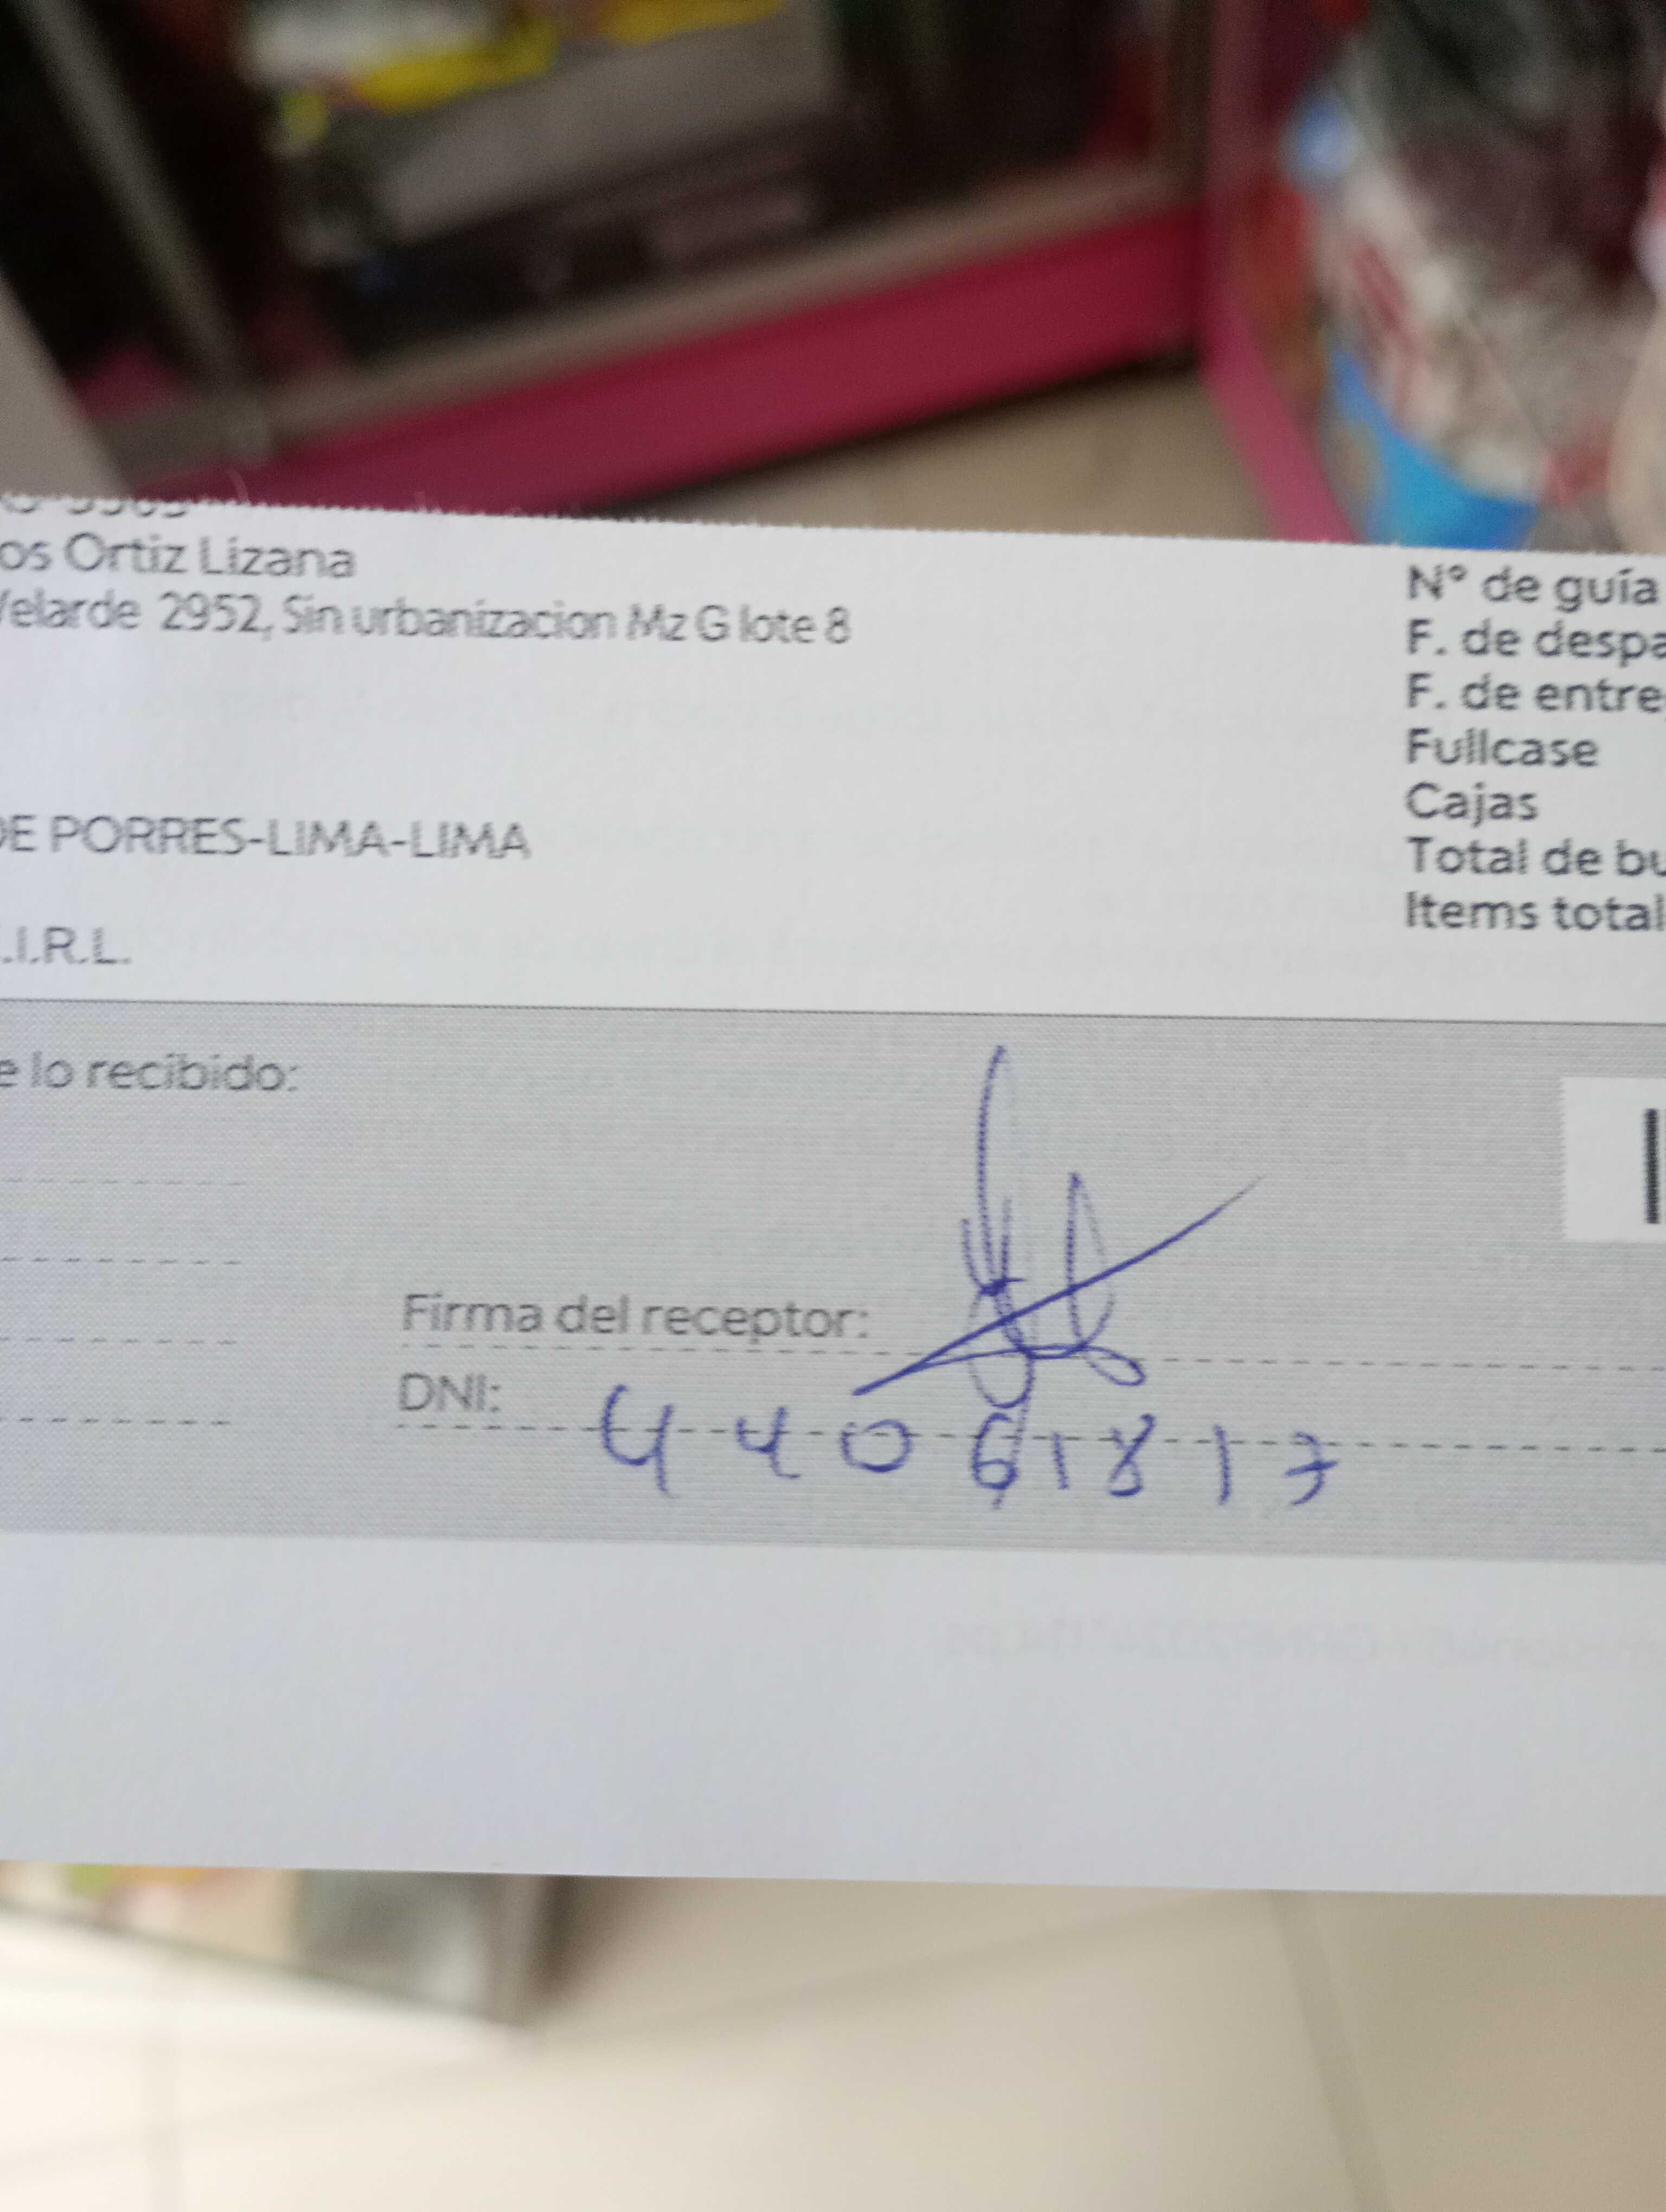 os Ortiz Lizana
Velarde 2952, Sin urbanizacion Mz G lote 8
DE PORRES-LIMA-LIMA
.I.R.L.
N° de guía
F. de despa
F. de entre
Fullcase
Cajas
Total de bu
Items total
e lo recibido:
Firma del receptor:
DNI: 44061817